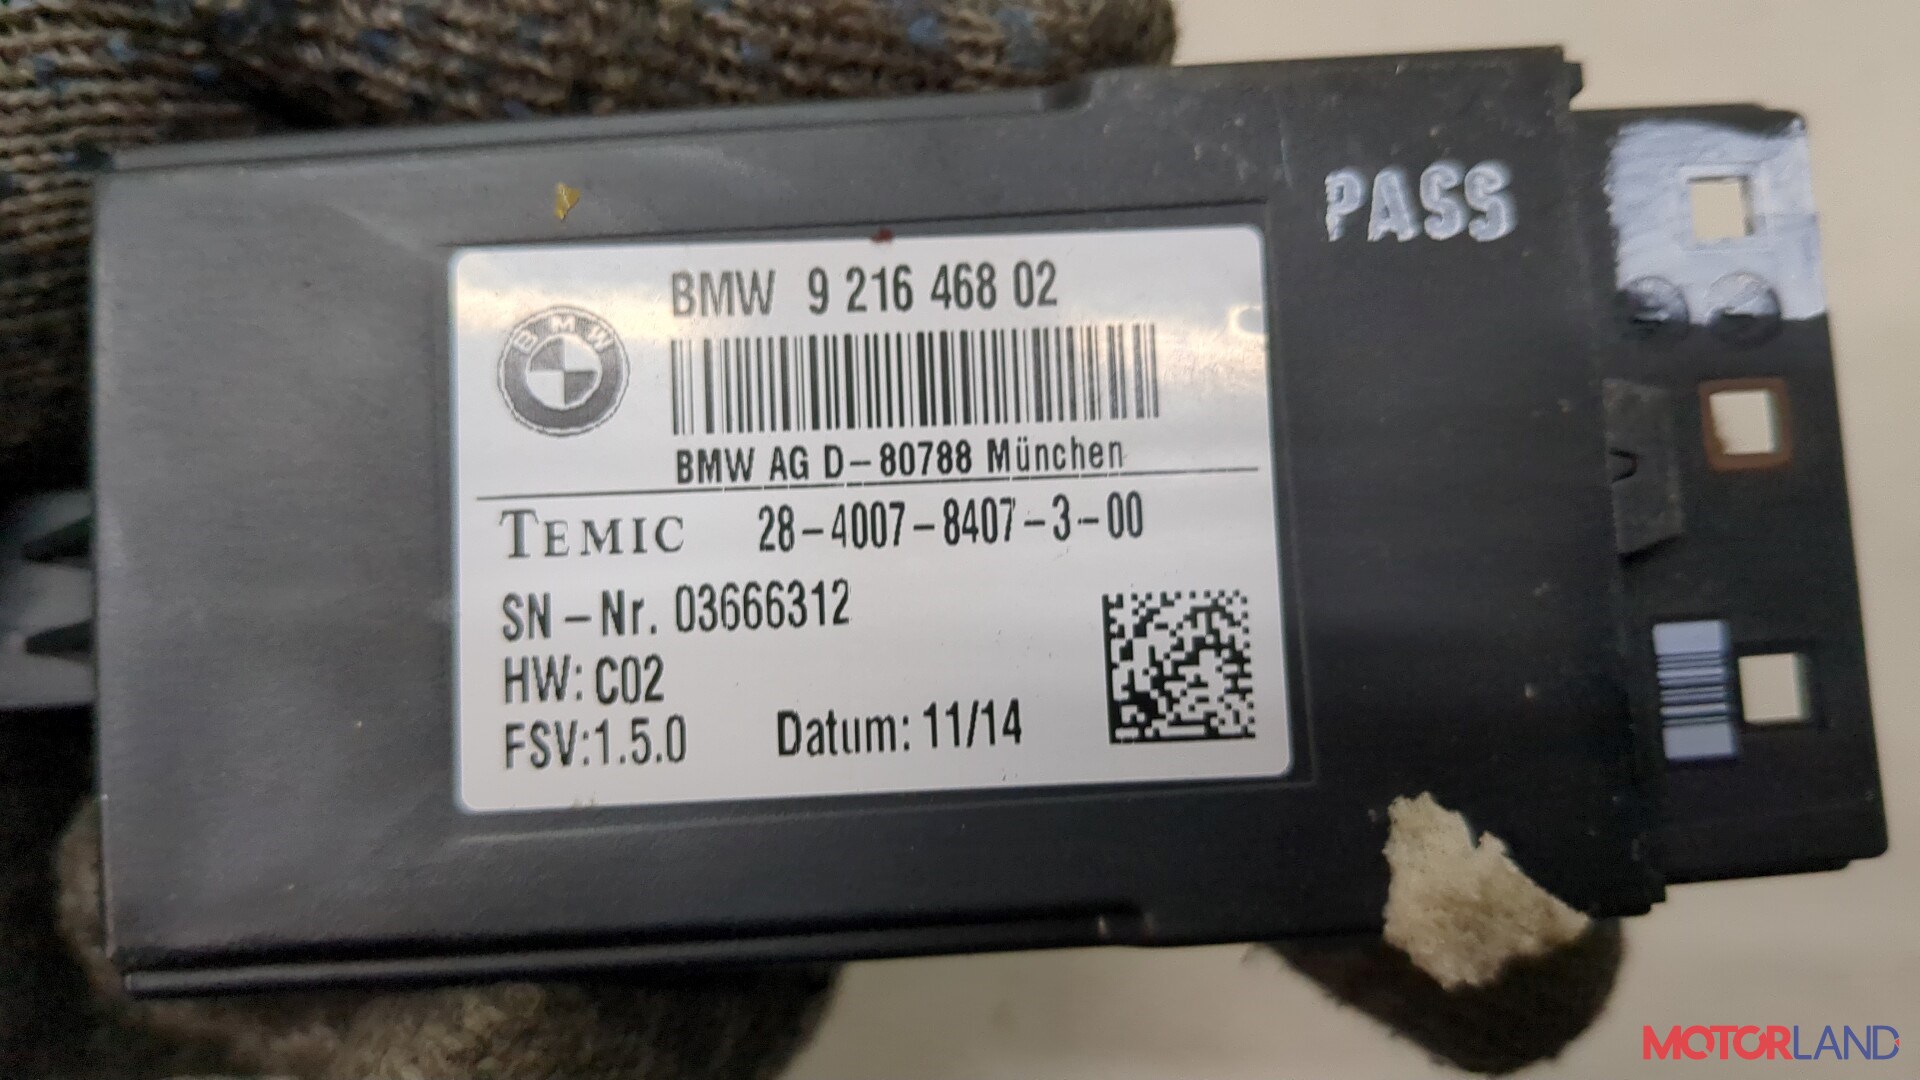 PASS
BMW 9 216 468 02
BMW
BMW AG D-80788 München
TEMIC 28-4007-8407-3-00
SN-Nr. 03666312
HW: C02
FSV:1.5.0 Datum: 11/14
MOTORLAND